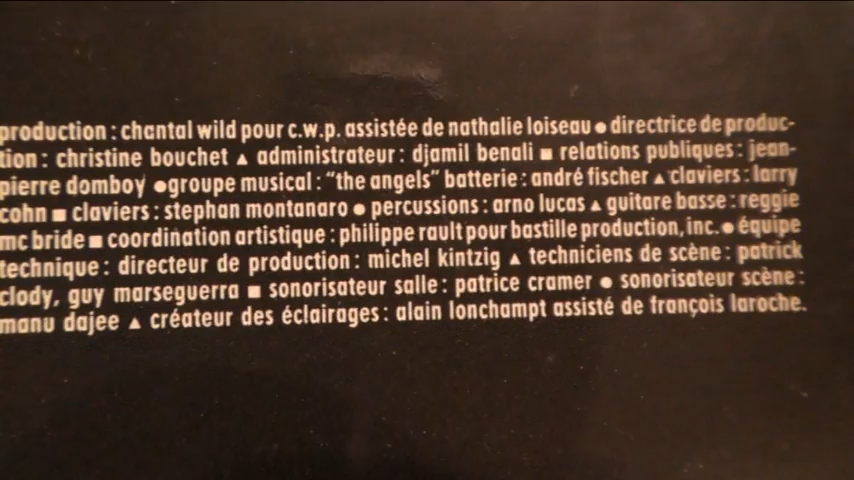 production : chantal wild pour c.w.p. assistée de nathalie loiseau ● directrice de produc-
tion : christine bouchet ▲ administrateur : djamil benali ■ relations publiques : jean-
pierre domboy ●groupe musical : "the angels" batterie : andré fischer ▲ claviers : larry
cohn ■ claviers : stephan montanaro ● percussions : arno lucas ▲ guitare basse : reggie
mc bride ■ coordination artistique : philippe rault pour bastille production, inc. ● équipe
technique : directeur de production : michel kintzig ▲ techniciens de scène : patrick
clody, guy marseguerra ■ sonorisateur salle : patrice cramer ● sonorisateur scène :
manu dajee ▲ créateur des éclairages : alain lonchampt assisté de françois laroche.